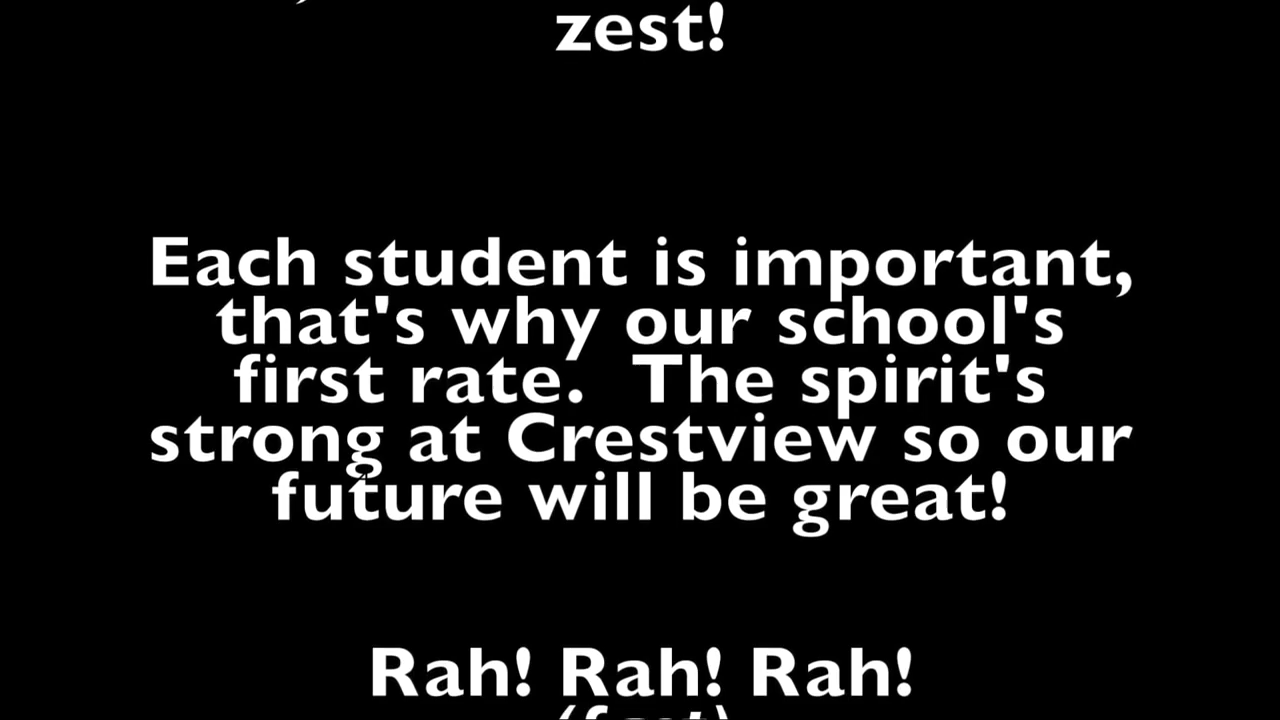 zest!
Each student is important,
that's why our school's
first rate.  The spirit's
strong at Crestview so our
future will be great!
Rah! Rah! Rah!